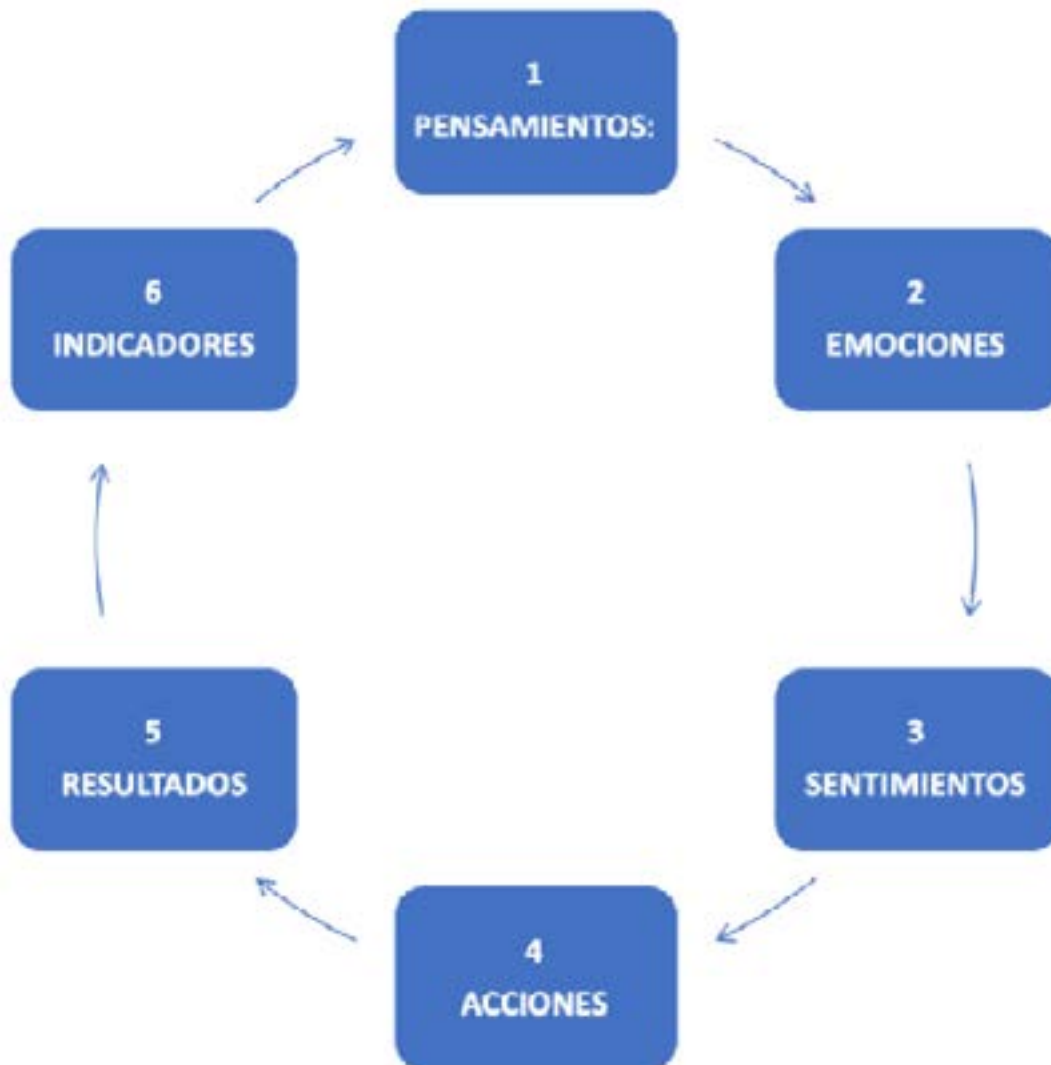 1
PENSAMIENTOS:
2
EMOCIONES
3
SENTIMIENTOS
4
ACCIONES
5
RESULTADOS
6
INDICADORES